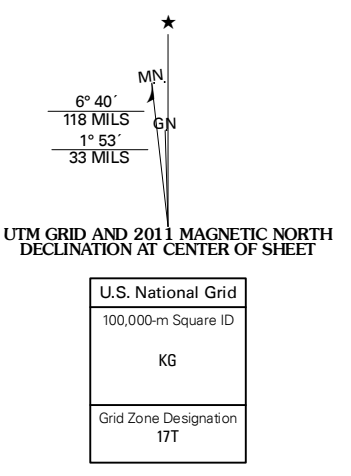 ★
MN.
6° 40´
118 MILS
GN
1° 53´
33 MILS
UTM GRID AND 2011 MAGNETIC NORTH
DECLINATION AT CENTER OF SHEET
U.S. National Grid
100,000-m Square ID
KG
Grid Zone Designation
17T